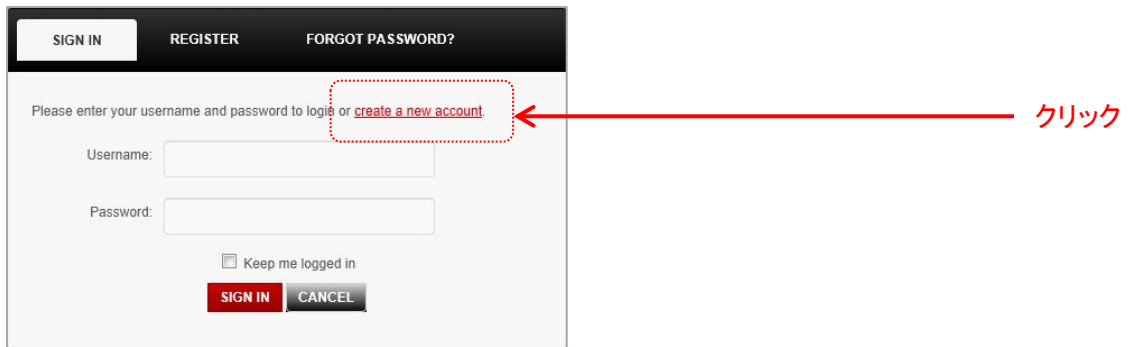 SIGN IN REGISTER FORGOT PASSWORD?
Please enter your username and password to login or create a new account.
クリック
Username:
Password:
Keep me logged in
SIGN IN CANCEL